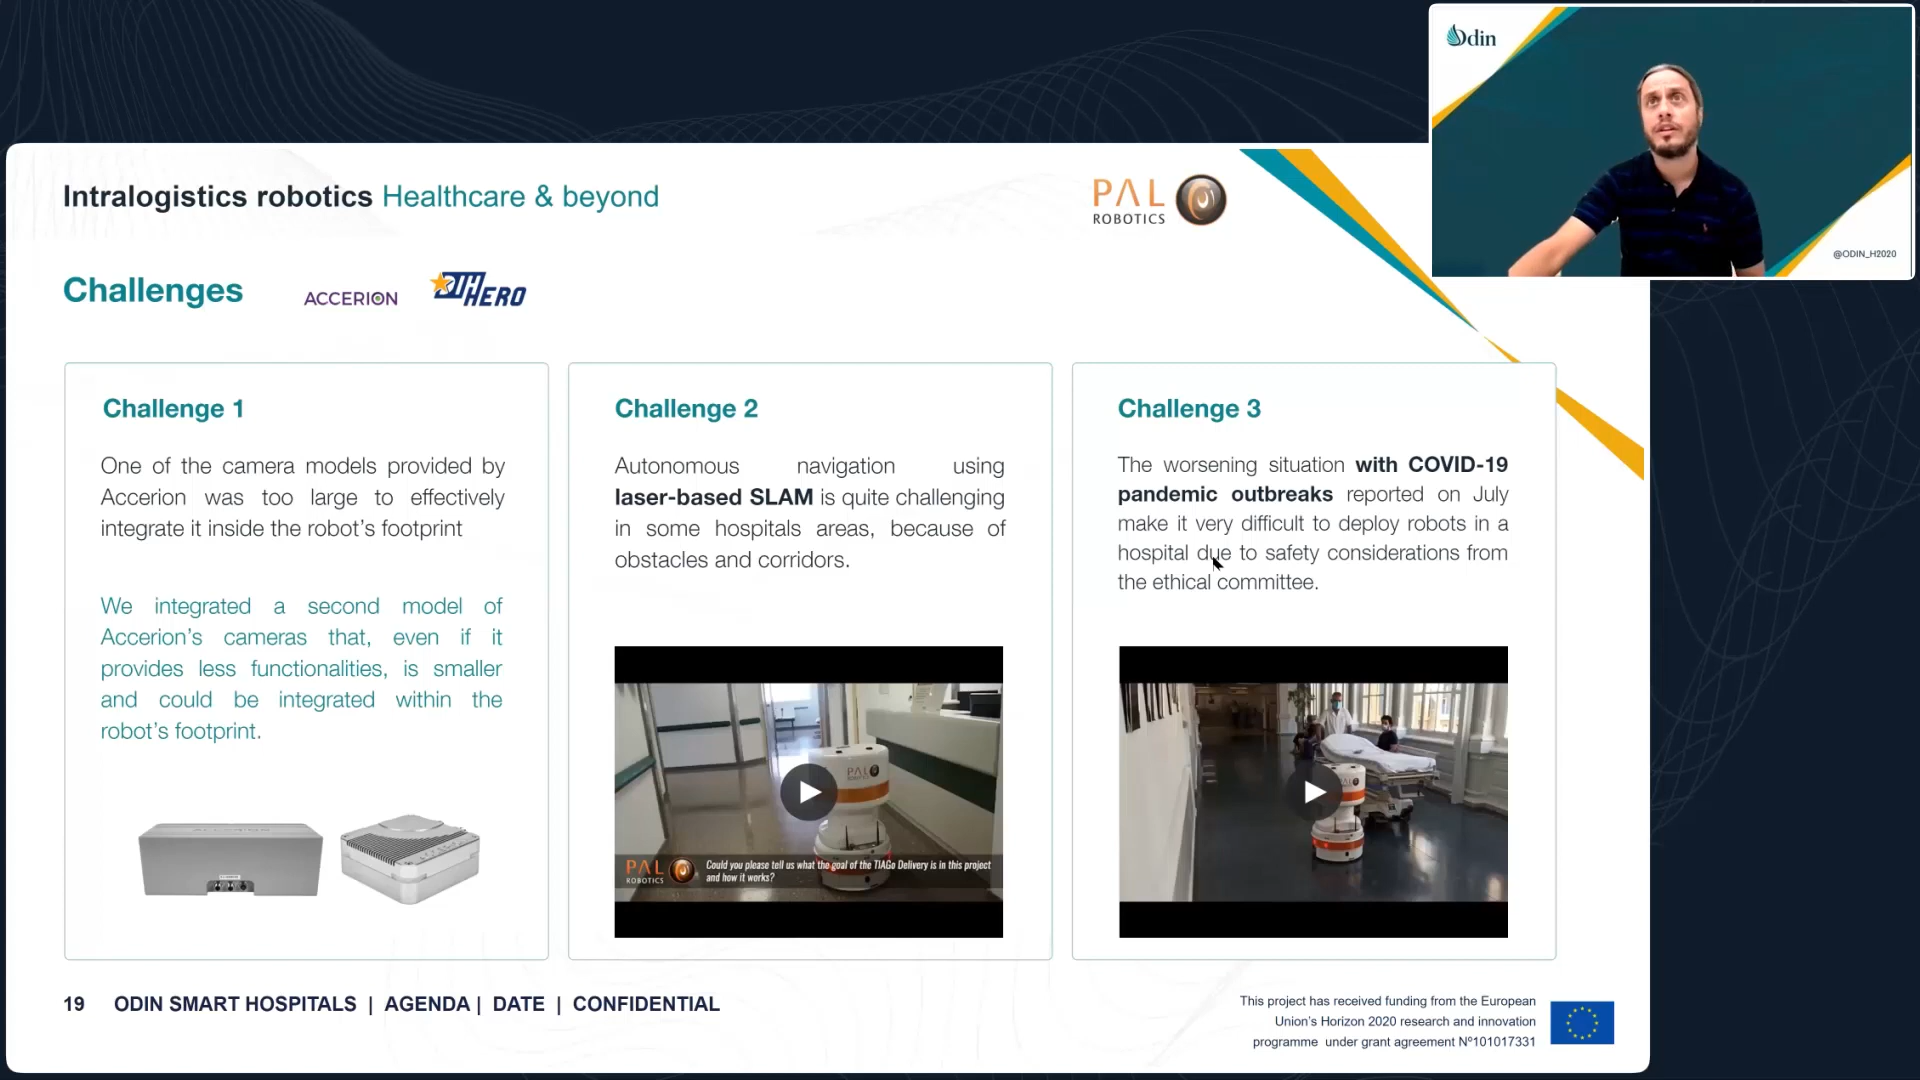 Odin
@ODIN_H2020
Intralogistics robotics Healthcare & beyond
PAL
ROBOTICS
Challenges
ACCERION
DIH HERO
Challenge 1
One of the camera models provided by
Accerion was too large to effectively
integrate it inside the robot's footprint
We integrated a second model of
Accerion's cameras that, even if it
provides less functionalities, is smaller
and could be integrated within the
robot's footprint.
Challenge 2
Autonomous navigation using
laser-based SLAM is quite challenging
in some hospitals areas, because of
obstacles and corridors.
PAL
ROBOTICS
PAL
ROBOTICS
Could you please tell us what the goal of the TIAGo Delivery is in this project
and how it works?
Challenge 3
The worsening situation with COVID-19
pandemic outbreaks reported on July
make it very difficult to deploy robots in a
hospital due to safety considerations from
the ethical committee.
19 ODIN SMART HOSPITALS | AGENDA | DATE | CONFIDENTIAL
This project has received funding from the European
Union's Horizon 2020 research and innovation
programme under grant agreement Nº101017331